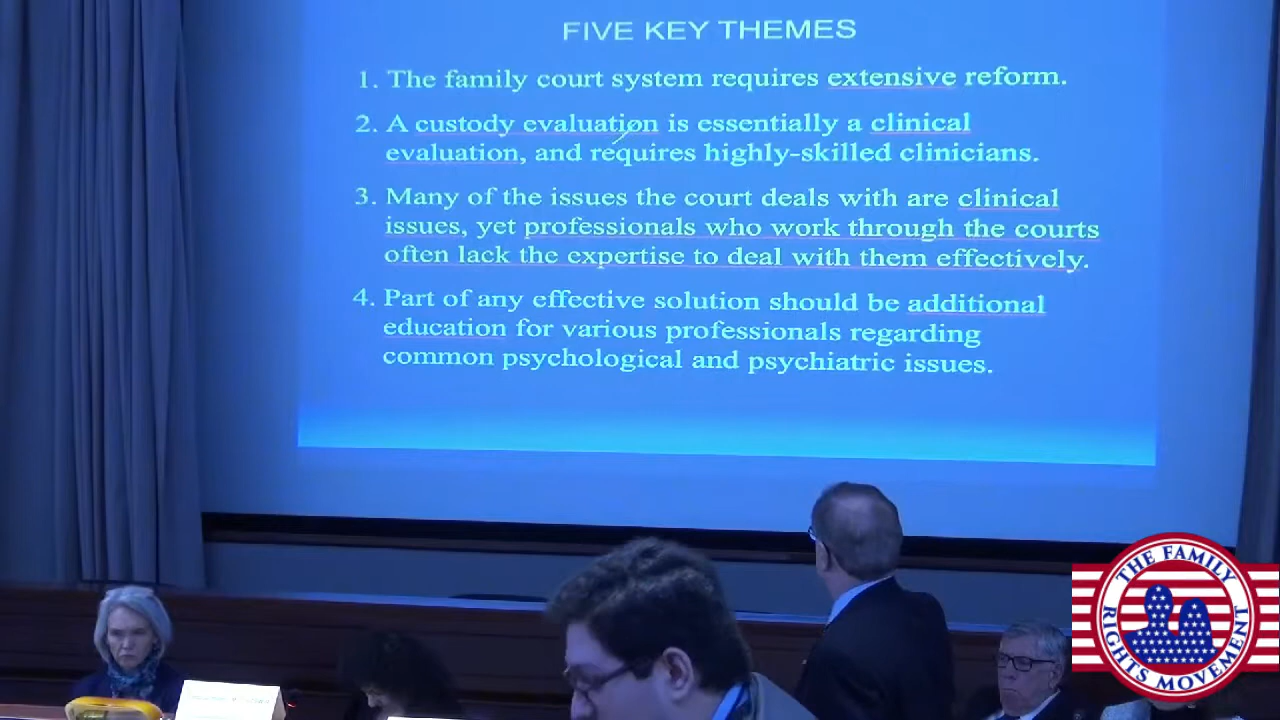 FIVE KEY THEMES
1. The family court system requires extensive reform.
2. A custody evaluation is essentially a clinical
evaluation, and requires highly-skilled clinicians.
3. Many of the issues the court deals with are clinical
issues, yet professionals who work through the courts
often lack the expertise to deal with them effectively.
4. Part of any effective solution should be additional
education for various professionals regarding
common psychological and psychiatric issues.
THE FAMILY
RIGHTS MOVEMENT